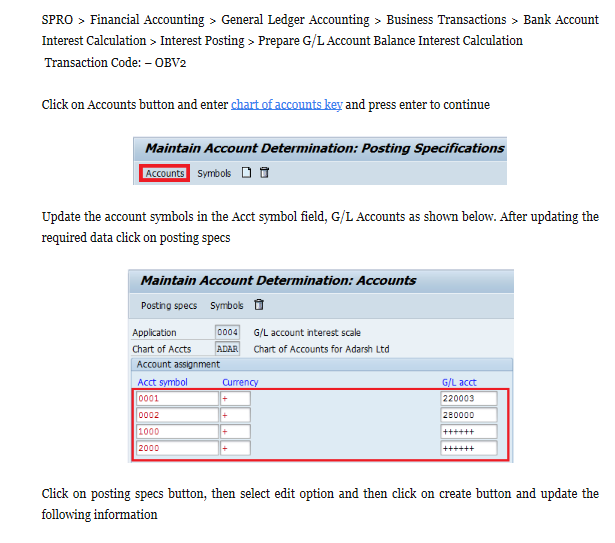 SPRO > Financial Accounting > General Ledger Accounting > Business Transactions > Bank Account
Interest Calculation > Interest Posting > Prepare G/L Account Balance Interest Calculation
Transaction Code: – OBV2
Click on Accounts button and enter chart of accounts key and press enter to continue
Maintain Account Determination: Posting Specifications
Accounts Symbols
Update the account symbols in the Acct symbol field, G/L Accounts as shown below. After updating the
required data click on posting specs
Maintain Account Determination: Accounts
Posting specs Symbols
Application 0004 G/L account interest scale
Chart of Accts ADAR Chart of Accounts for Adarsh Ltd
Account assignment
Acct symbol Currency G/L acct
0001 + 220003
0002 + 280000
1000 + ++++++
2000 + ++++++
Click on posting specs button, then select edit option and then click on create button and update the
following information